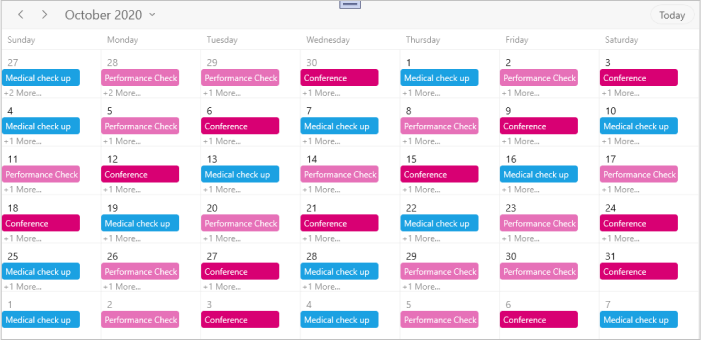 October 2020 Today
Sunday Monday Tuesday Wednesday Thursday Friday Saturday
27 28 29 30 1 2 3
Medical check up Performance Check Performance Check Conference Medical check up Performance Check Conference
+2 More... +2 More... +1 More... +1 More... +1 More... +1 More... +1 More...
4 5 6 7 8 9 10
Medical check up Performance Check Conference Medical check up Performance Check Conference Medical check up
+1 More... +1 More... +1 More... +1 More... +1 More... +1 More... +1 More...
11 12 13 14 15 16 17
Performance Check Conference Medical check up Performance Check Conference Medical check up Performance Check
+1 More... +1 More... +1 More... +1 More... +1 More... +1 More... +1 More...
18 19 20 21 22 23 24
Conference Medical check up Performance Check Conference Medical check up Performance Check Conference
+1 More... +1 More... +1 More... +1 More... +1 More... +1 More... +1 More...
25 26 27 28 29 30 31
Medical check up Performance Check Conference Medical check up Performance Check Performance Check Conference
+1 More... +1 More... +1 More... +1 More... +1 More...
1 2 3 4 5 6 7
Medical check up Performance Check Conference Medical check up Performance Check Conference Medical check up